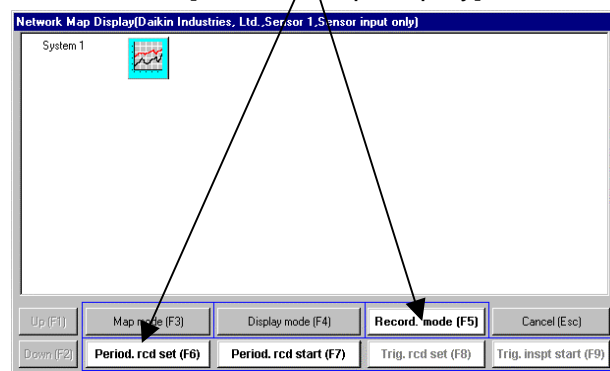 Network Map Display(Daikin Industries, Ltd.,Sensor 1,Sensor input only)
System 1
Up (F1) Map mode (F3) Display mode (F4) Record. mode (F5) Cancel (Esc)
Down (F2) Period. rcd set (F6) Period. rcd start (F7) Trig. rcd set (F8) Trig. inspt start (F9)